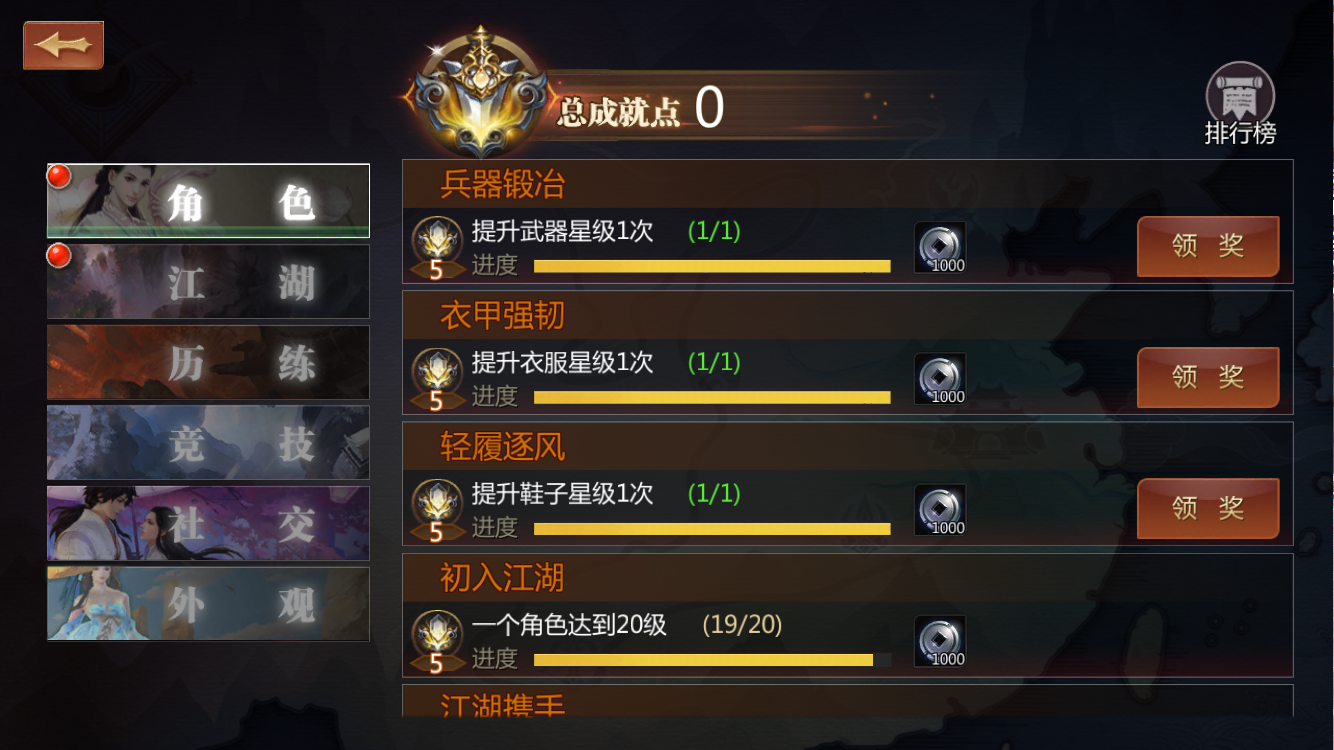 总成就点 0
排行榜
角 色
江 湖
历 练
竞 技
社 交
外 观
兵器锻冶
提升武器星级1次 (1/1)
5 进度 1000
领 奖
衣甲强韧
提升衣服星级1次 (1/1)
5 进度 1000
领 奖
轻履逐风
提升鞋子星级1次 (1/1)
5 进度 1000
领 奖
初入江湖
一个角色达到20级 (19/20)
5 进度 1000
江湖携手